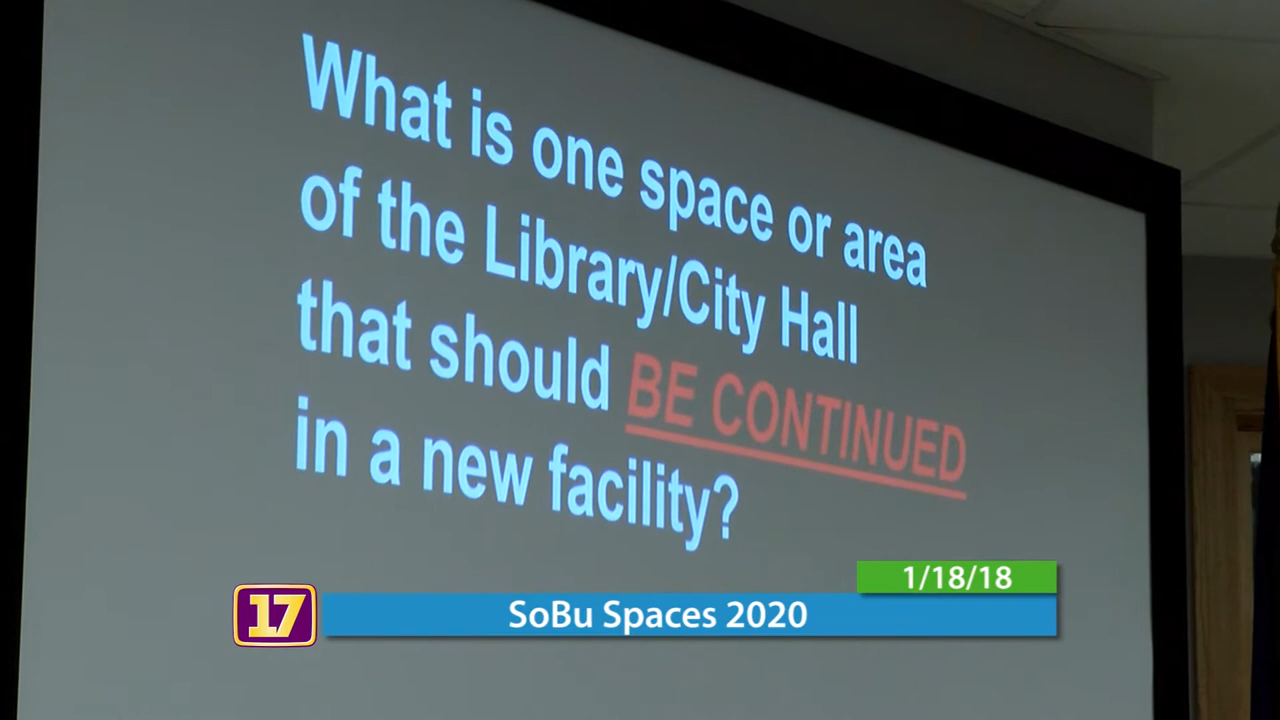 What is one space or area
of the Library/City Hall
that should BE CONTINUED
in a new facility?
1/18/18
17
SoBu Spaces 2020